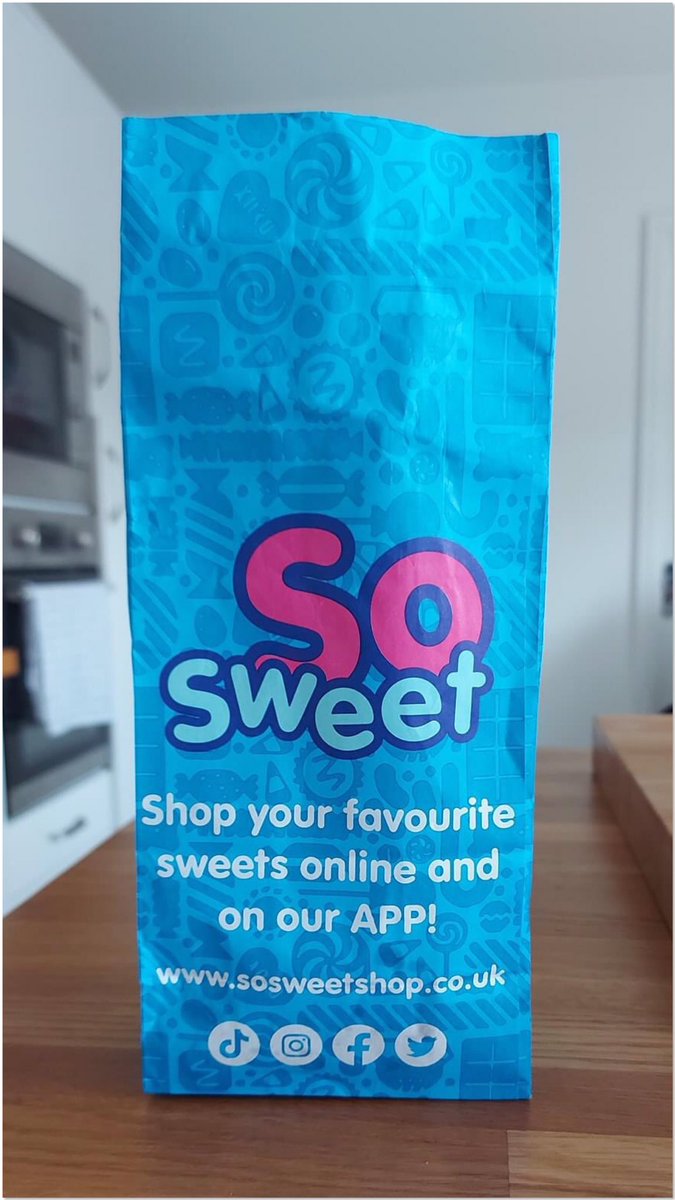 So
Sweet
Shop your favourite
sweets online and
on our APP!
www.sosweetshop.co.uk